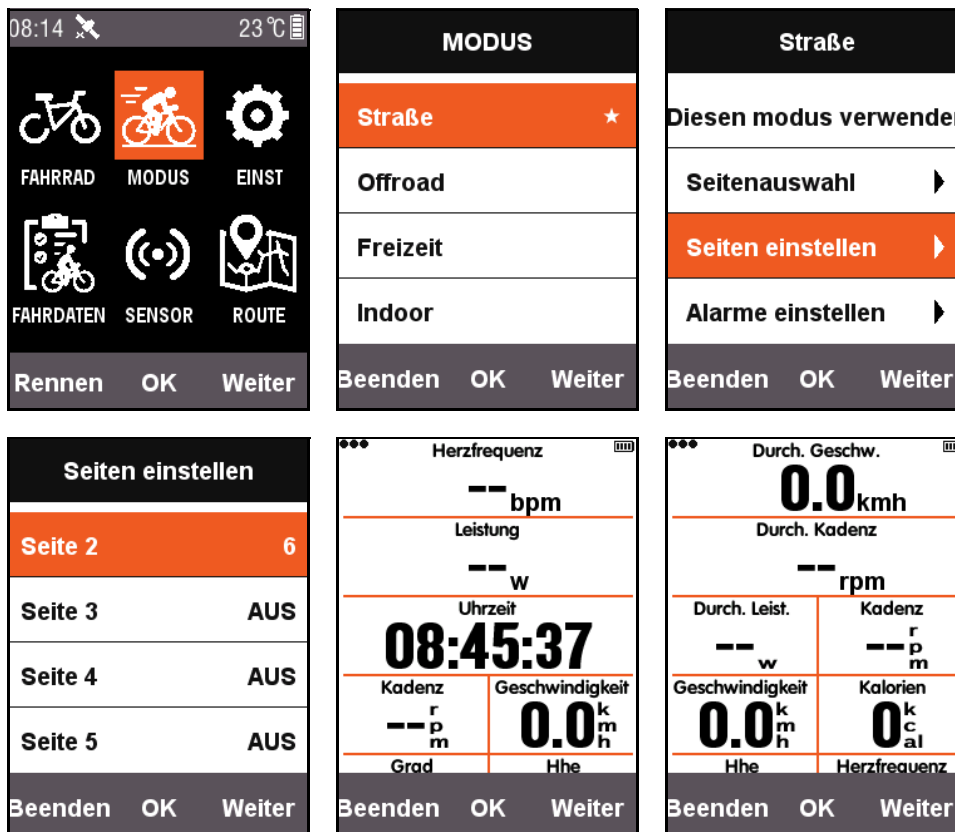 08:14 23℃
FAHRRAD MODUS EINST
FAHRDATEN SENSOR ROUTE
Rennen OK Weiter
MODUS
Straße
Offroad
Freizeit
Indoor
Beenden OK Weiter
Straße
Diesen modus verwenden
Seitenauswahl
Seiten einstellen
Alarme einstellen
Beenden OK Weiter
Seiten einstellen
Seite 2 6
Seite 3 AUS
Seite 4 AUS
Seite 5 AUS
Beenden OK Weiter
Herzfrequenz
-- bpm
Leistung
-- w
Uhrzeit
08:45:37
Kadenz Geschwindigkeit
-- rpm 0.0 kmh
Grad Hhe
Beenden OK Weiter
Durch. Geschw.
0.0 kmh
Durch. Kadenz
-- rpm
Durch. Leist. Kadenz
-- w -- rpm
Geschwindigkeit Kalorien
0.0 kmh 0 kcal
Hhe Herzfrequenz
Beenden OK Weiter